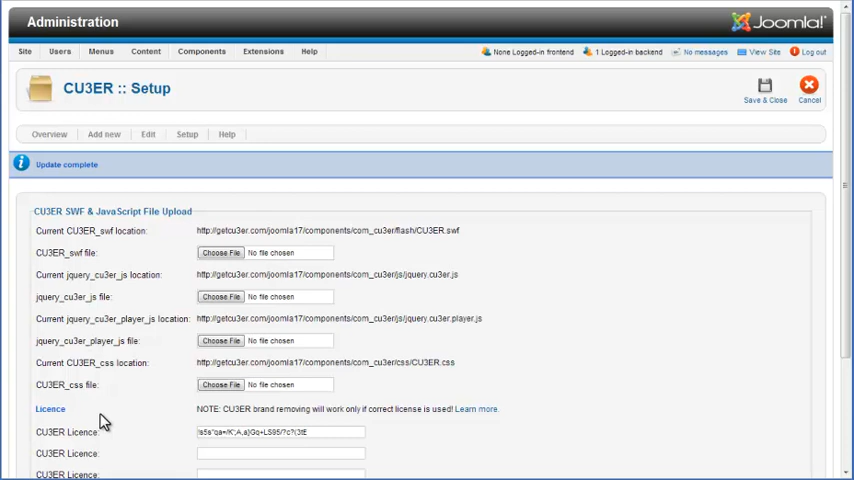 Administration
Joomla!
Site Users Menus Content Components Extensions Help
None Logged-in frontend 1 Logged-in backend No messages View Site Log out
CU3ER :: Setup
Save & Close Cancel
Overview Add new Edit Setup Help
Update complete
CU3ER SWF & JavaScript File Upload
Current CU3ER_swf location: http://getcu3er.com/joomla17/components/com_cu3er/flash/CU3ER.swf
CU3ER_swf file: Choose File No file chosen
Current jquery_cu3er_js location: http://getcu3er.com/joomla17/components/com_cu3er/js/jquery.cu3er.js
jquery_cu3er_js file: Choose File No file chosen
Current jquery_cu3er_player_js location: http://getcu3er.com/joomla17/components/com_cu3er/js/jquery.cu3er.player.js
jquery_cu3er_player_js file: Choose File No file chosen
Current CU3ER_css location: http://getcu3er.com/joomla17/components/com_cu3er/css/CU3ER.css
CU3ER_css file: Choose File No file chosen
Licence NOTE: CU3ER brand removing will work only if correct license is used! Learn more.
CU3ER Licence:
CU3ER Licence:
CU3ER Licence: